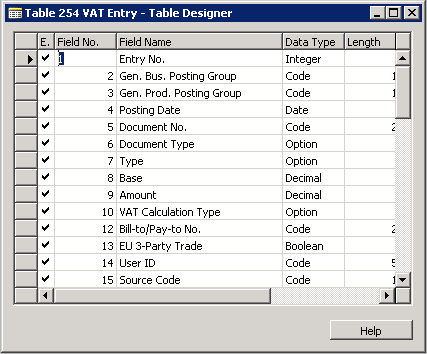 Table 254 VAT Entry - Table Designer
E. Field No. Field Name Data Type Length
1 Entry No. Integer
2 Gen. Bus. Posting Group Code 1
3 Gen. Prod. Posting Group Code 1
4 Posting Date Date
5 Document No. Code 2
6 Document Type Option
7 Type Option
8 Base Decimal
9 Amount Decimal
10 VAT Calculation Type Option
12 Bill-to/Pay-to No. Code 2
13 EU 3-Party Trade Boolean
14 User ID Code 5
15 Source Code Code 1
Help